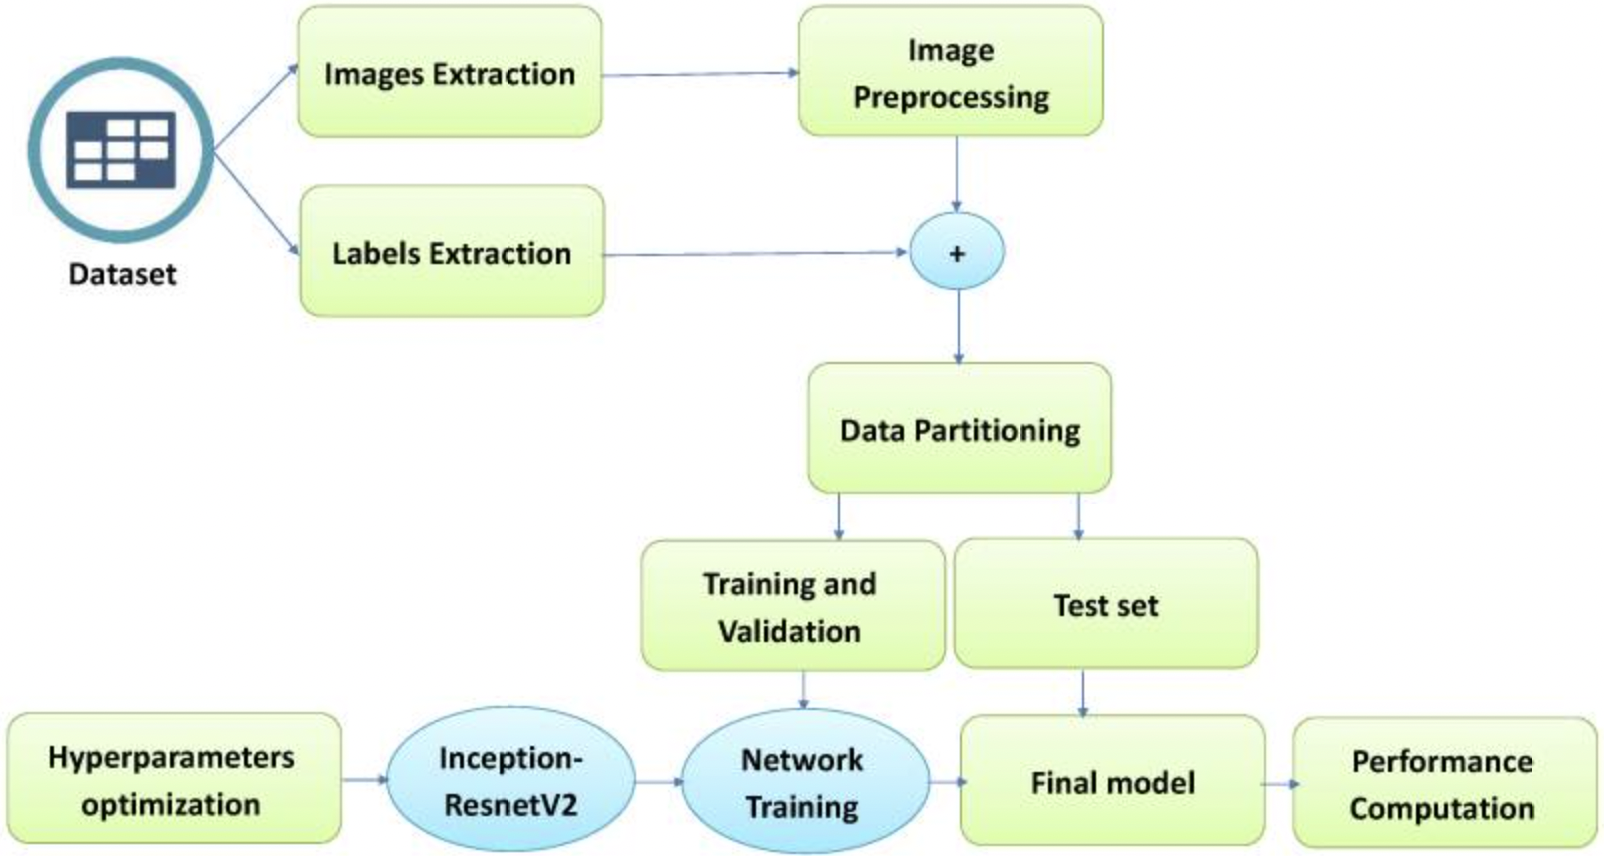 Images Extraction
Image
Preprocessing
Labels Extraction
+
Dataset
Data Partitioning
Training and
Validation
Test set
Hyperparameters
optimization
Inception-
ResnetV2
Network
Training
Final model
Performance
Computation